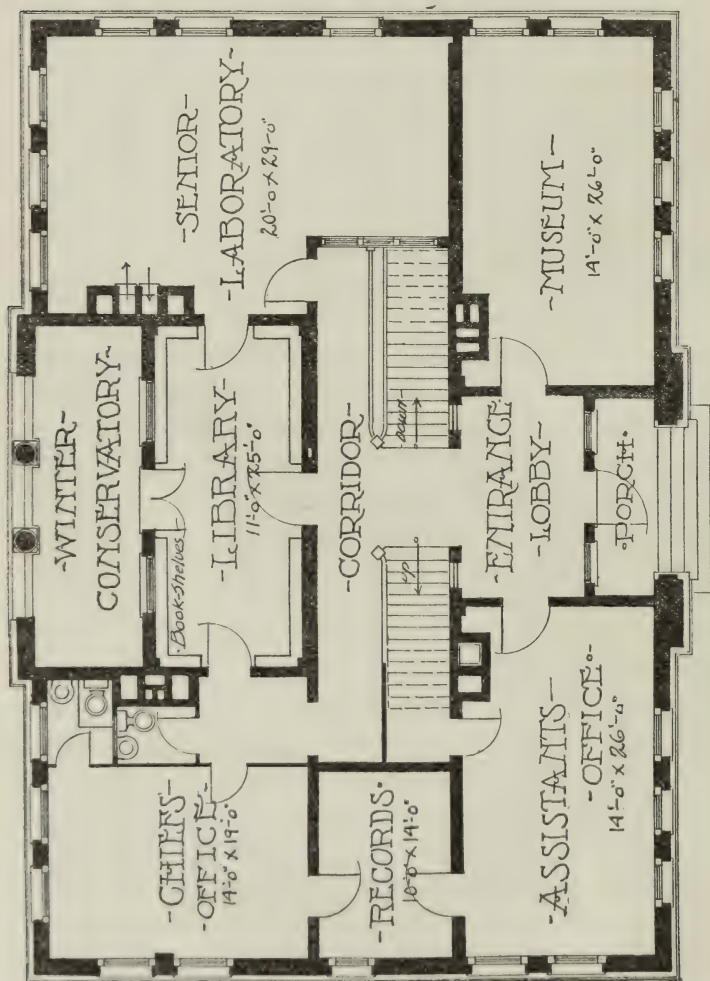 -SENIOR-
-LABORATORY-
20'-0 X 29'-0"
-MUSEUM-
14'-0" X 26'-0"
-WINTER-
CONSERVATORY-
-LIBRARY-
11'-0 X 25'-0"
-Book-Shelves-
-CORRIDOR-
-DOWN-
-UP
-ENTRANCE
-LOBBY-
-PORCH-
-CHIEFS-
-OFFICE-
14'-0 X 19'-0"
-RECORDS-
10'-0 X 14'-0"
-ASSISTANTS-
-OFFICE-
14'-0" X 26'-0"